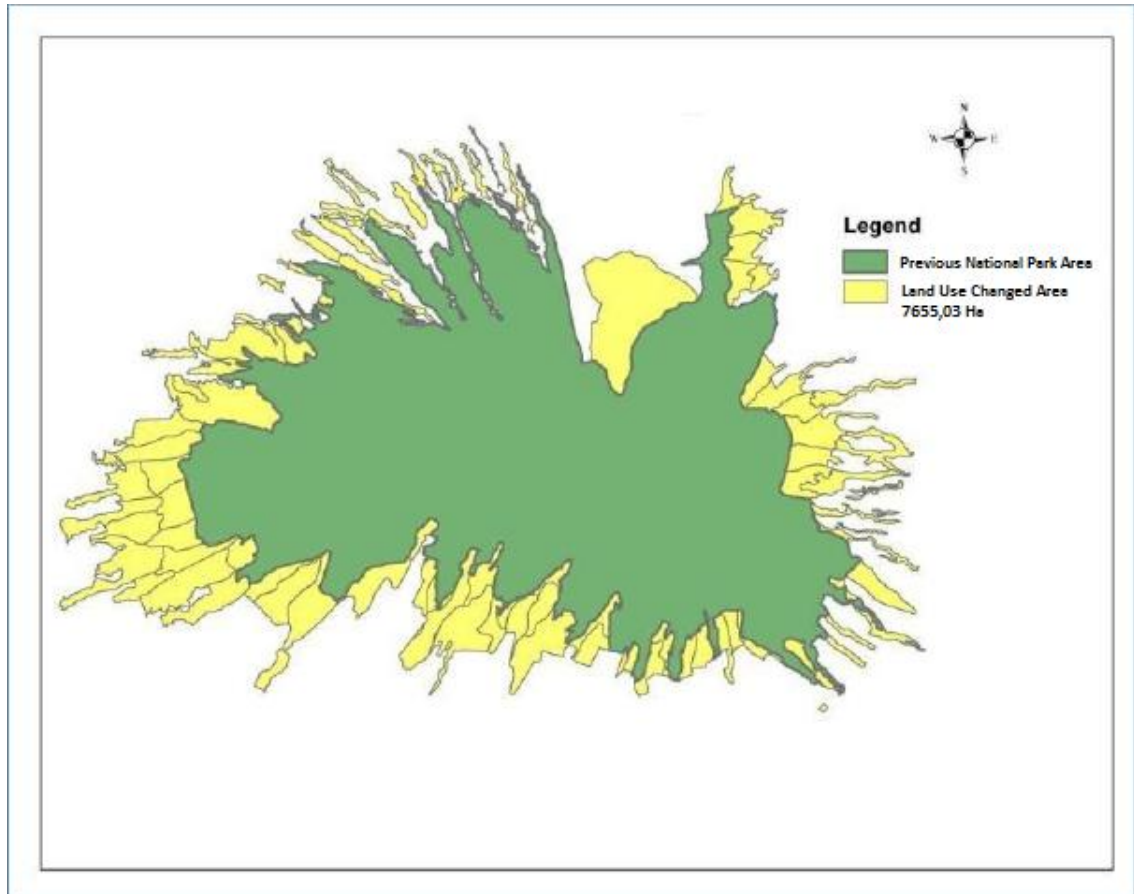 N
W E
S
Legend
Previous National Park Area
Land Use Changed Area
7655,03 Ha